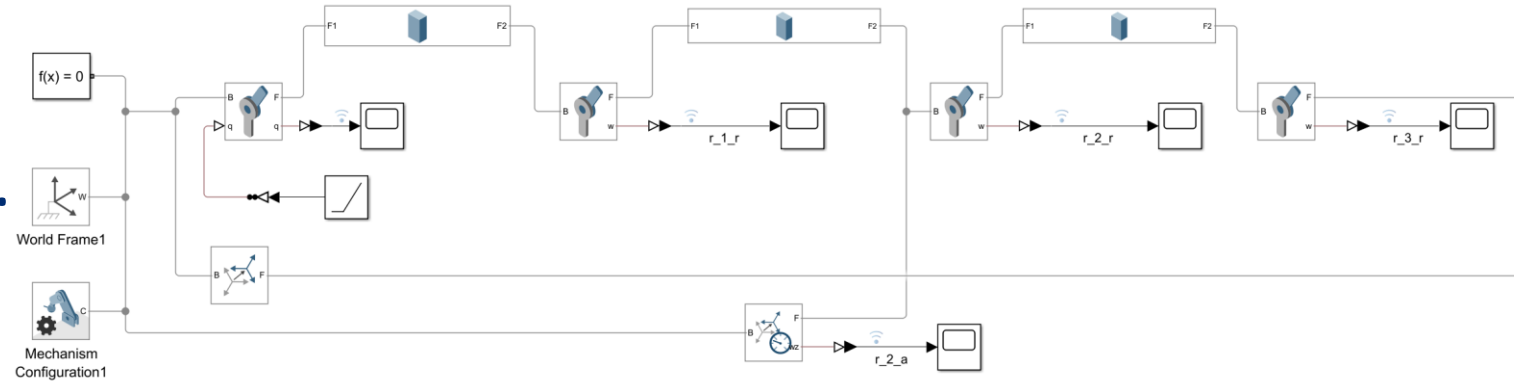 F1 F2
F1 F2
F1 F2
f(x) = 0
B F
q q
B F
w
r_1_r
B F
w
r_2_r
B F
w
r_3_r
W
World Frame1
B F
C
Mechanism
Configuration1
B F
wz
r_2_a